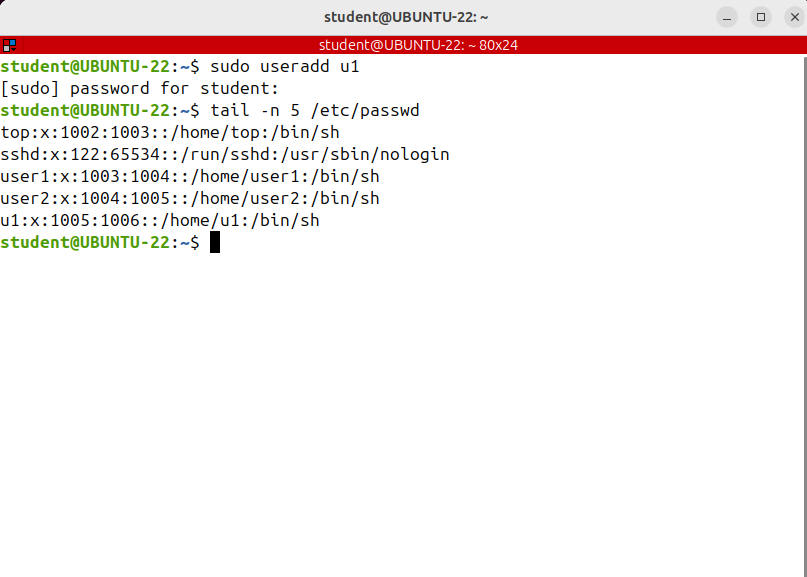 student@UBUNTU-22: ~
student@UBUNTU-22: ~ 80x24
student@UBUNTU-22:~$ sudo useradd u1
[sudo] password for student:
student@UBUNTU-22:~$ tail -n 5 /etc/passwd
top:x:1002:1003::/home/top:/bin/sh
sshd:x:122:65534::/run/sshd:/usr/sbin/nologin
user1:x:1003:1004::/home/user1:/bin/sh
user2:x:1004:1005::/home/user2:/bin/sh
u1:x:1005:1006::/home/u1:/bin/sh
student@UBUNTU-22:~$